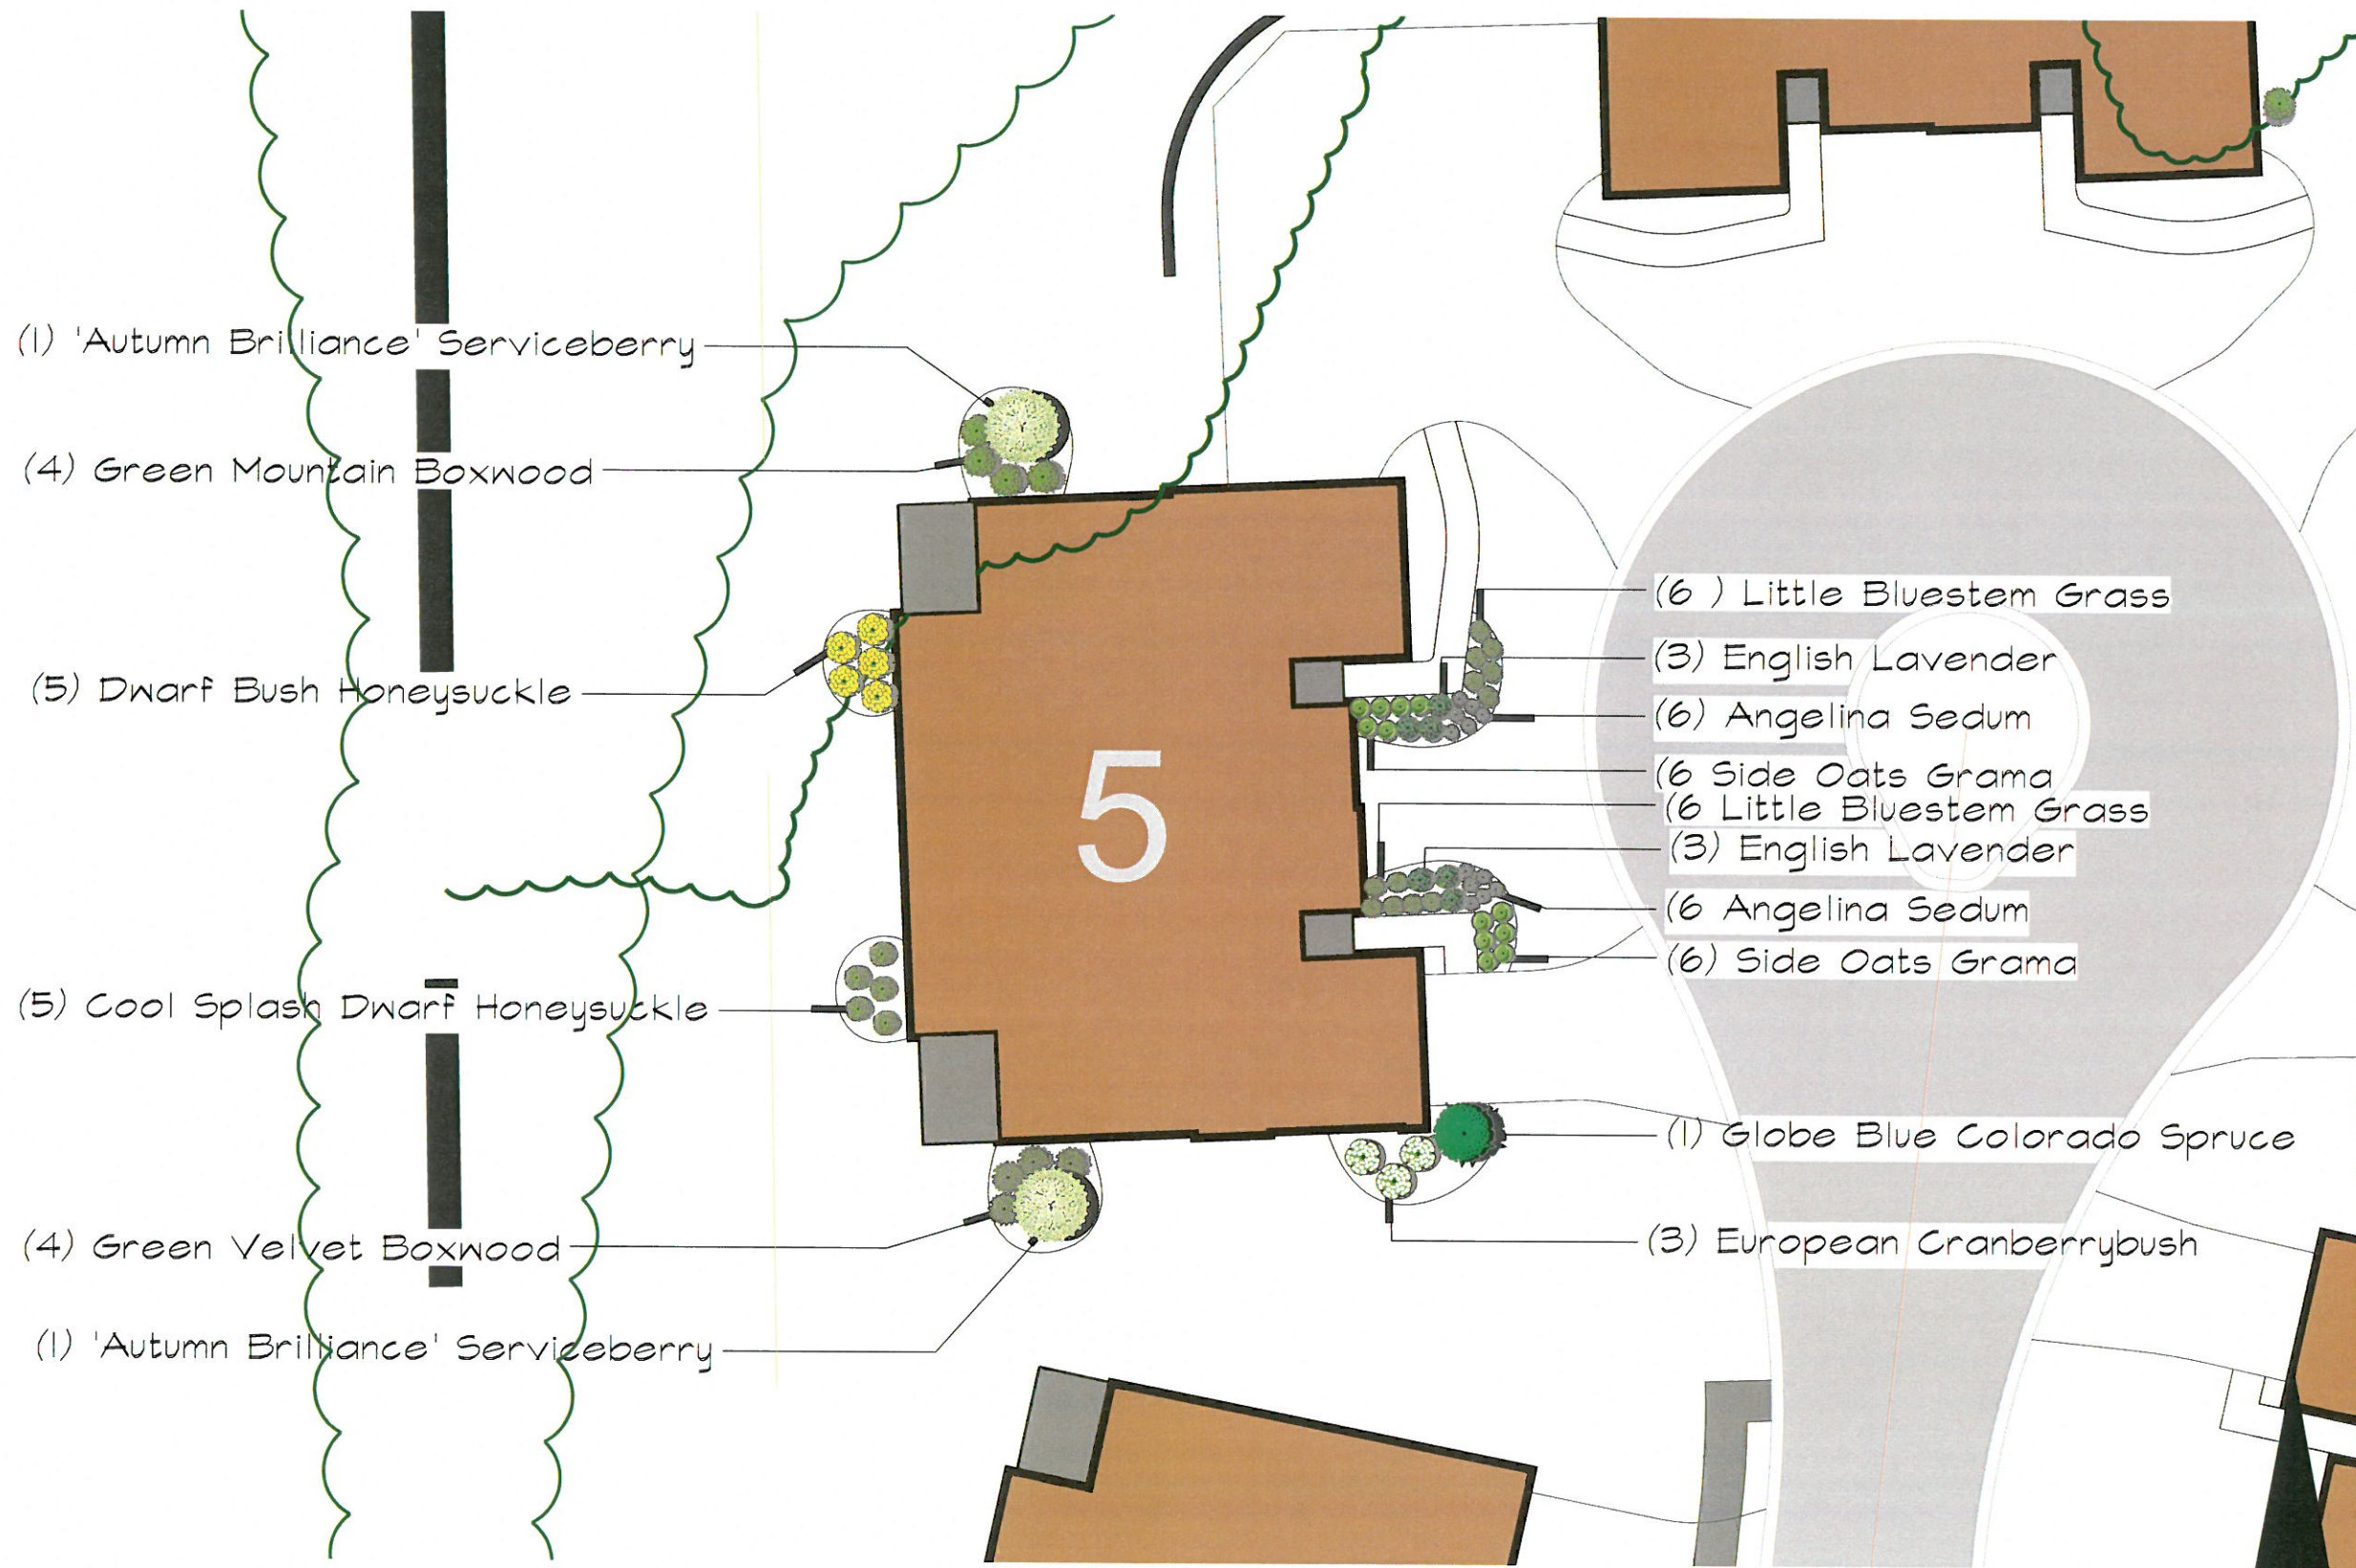 (1) 'Autumn Brilliance' Serviceberry
(4) Green Mountain Boxwood
(5) Dwarf Bush Honeysuckle
(5) Cool Splash Dwarf Honeysuckle
(4) Green Velvet Boxwood
(1) 'Autumn Brilliance' Serviceberry
5
(6 ) Little Bluestem Grass
(3) English Lavender
(6) Angelina Sedum
(6 Side Oats Grama
(6 Little Bluestem Grass
(3) English Lavender
(6 Angelina Sedum
(6) Side Oats Grama
(1) Globe Blue Colorado Spruce
(3) European Cranberrybush